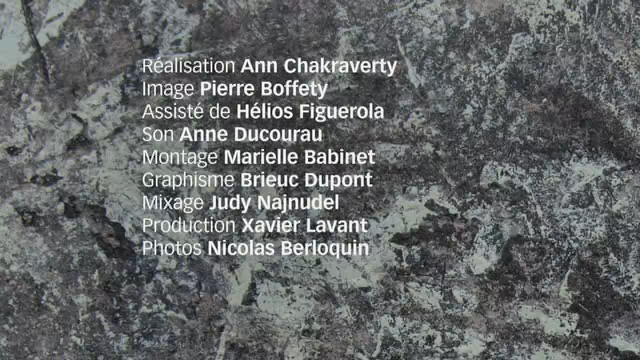 Réalisation Ann Chakraverty
Image Pierre Boffety
Assisté de Hélios Figuerola
Son Anne Ducourau
Montage Marielle Babinet
Graphisme Brieuc Dupont
Mixage Judy Najnudel
Production Xavier Lavant
Photos Nicolas Berloquin